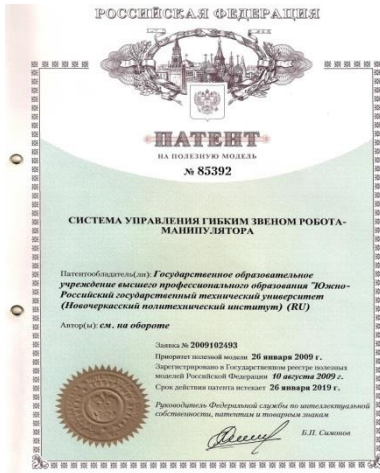 РОССИЙСКАЯ ФЕДЕРАЦИЯ
ПАТЕНТ
НА ПОЛЕЗНУЮ МОДЕЛЬ
№ 85392
СИСТЕМА УПРАВЛЕНИЯ ГИБКИМ ЗВЕНОМ РОБОТА-
МАНИПУЛЯТОРА
Патентообладатель(ли): Государственное образовательное
учреждение высшего профессионального образования "Южно-
Российский государственный технический университет
(Новочеркасский политехнический институт) (RU)
Автор(ы): см. на обороте
Заявка № 2009102493
Приоритет полезной модели 26 января 2009 г.
Зарегистрировано в Государственном реестре полезных
моделей Российской Федерации 10 августа 2009 г.
Срок действия патента истекает 26 января 2019 г.
Руководитель Федеральной службы по интеллектуальной
собственности, патентам и товарным знакам
Б.П. Симонов